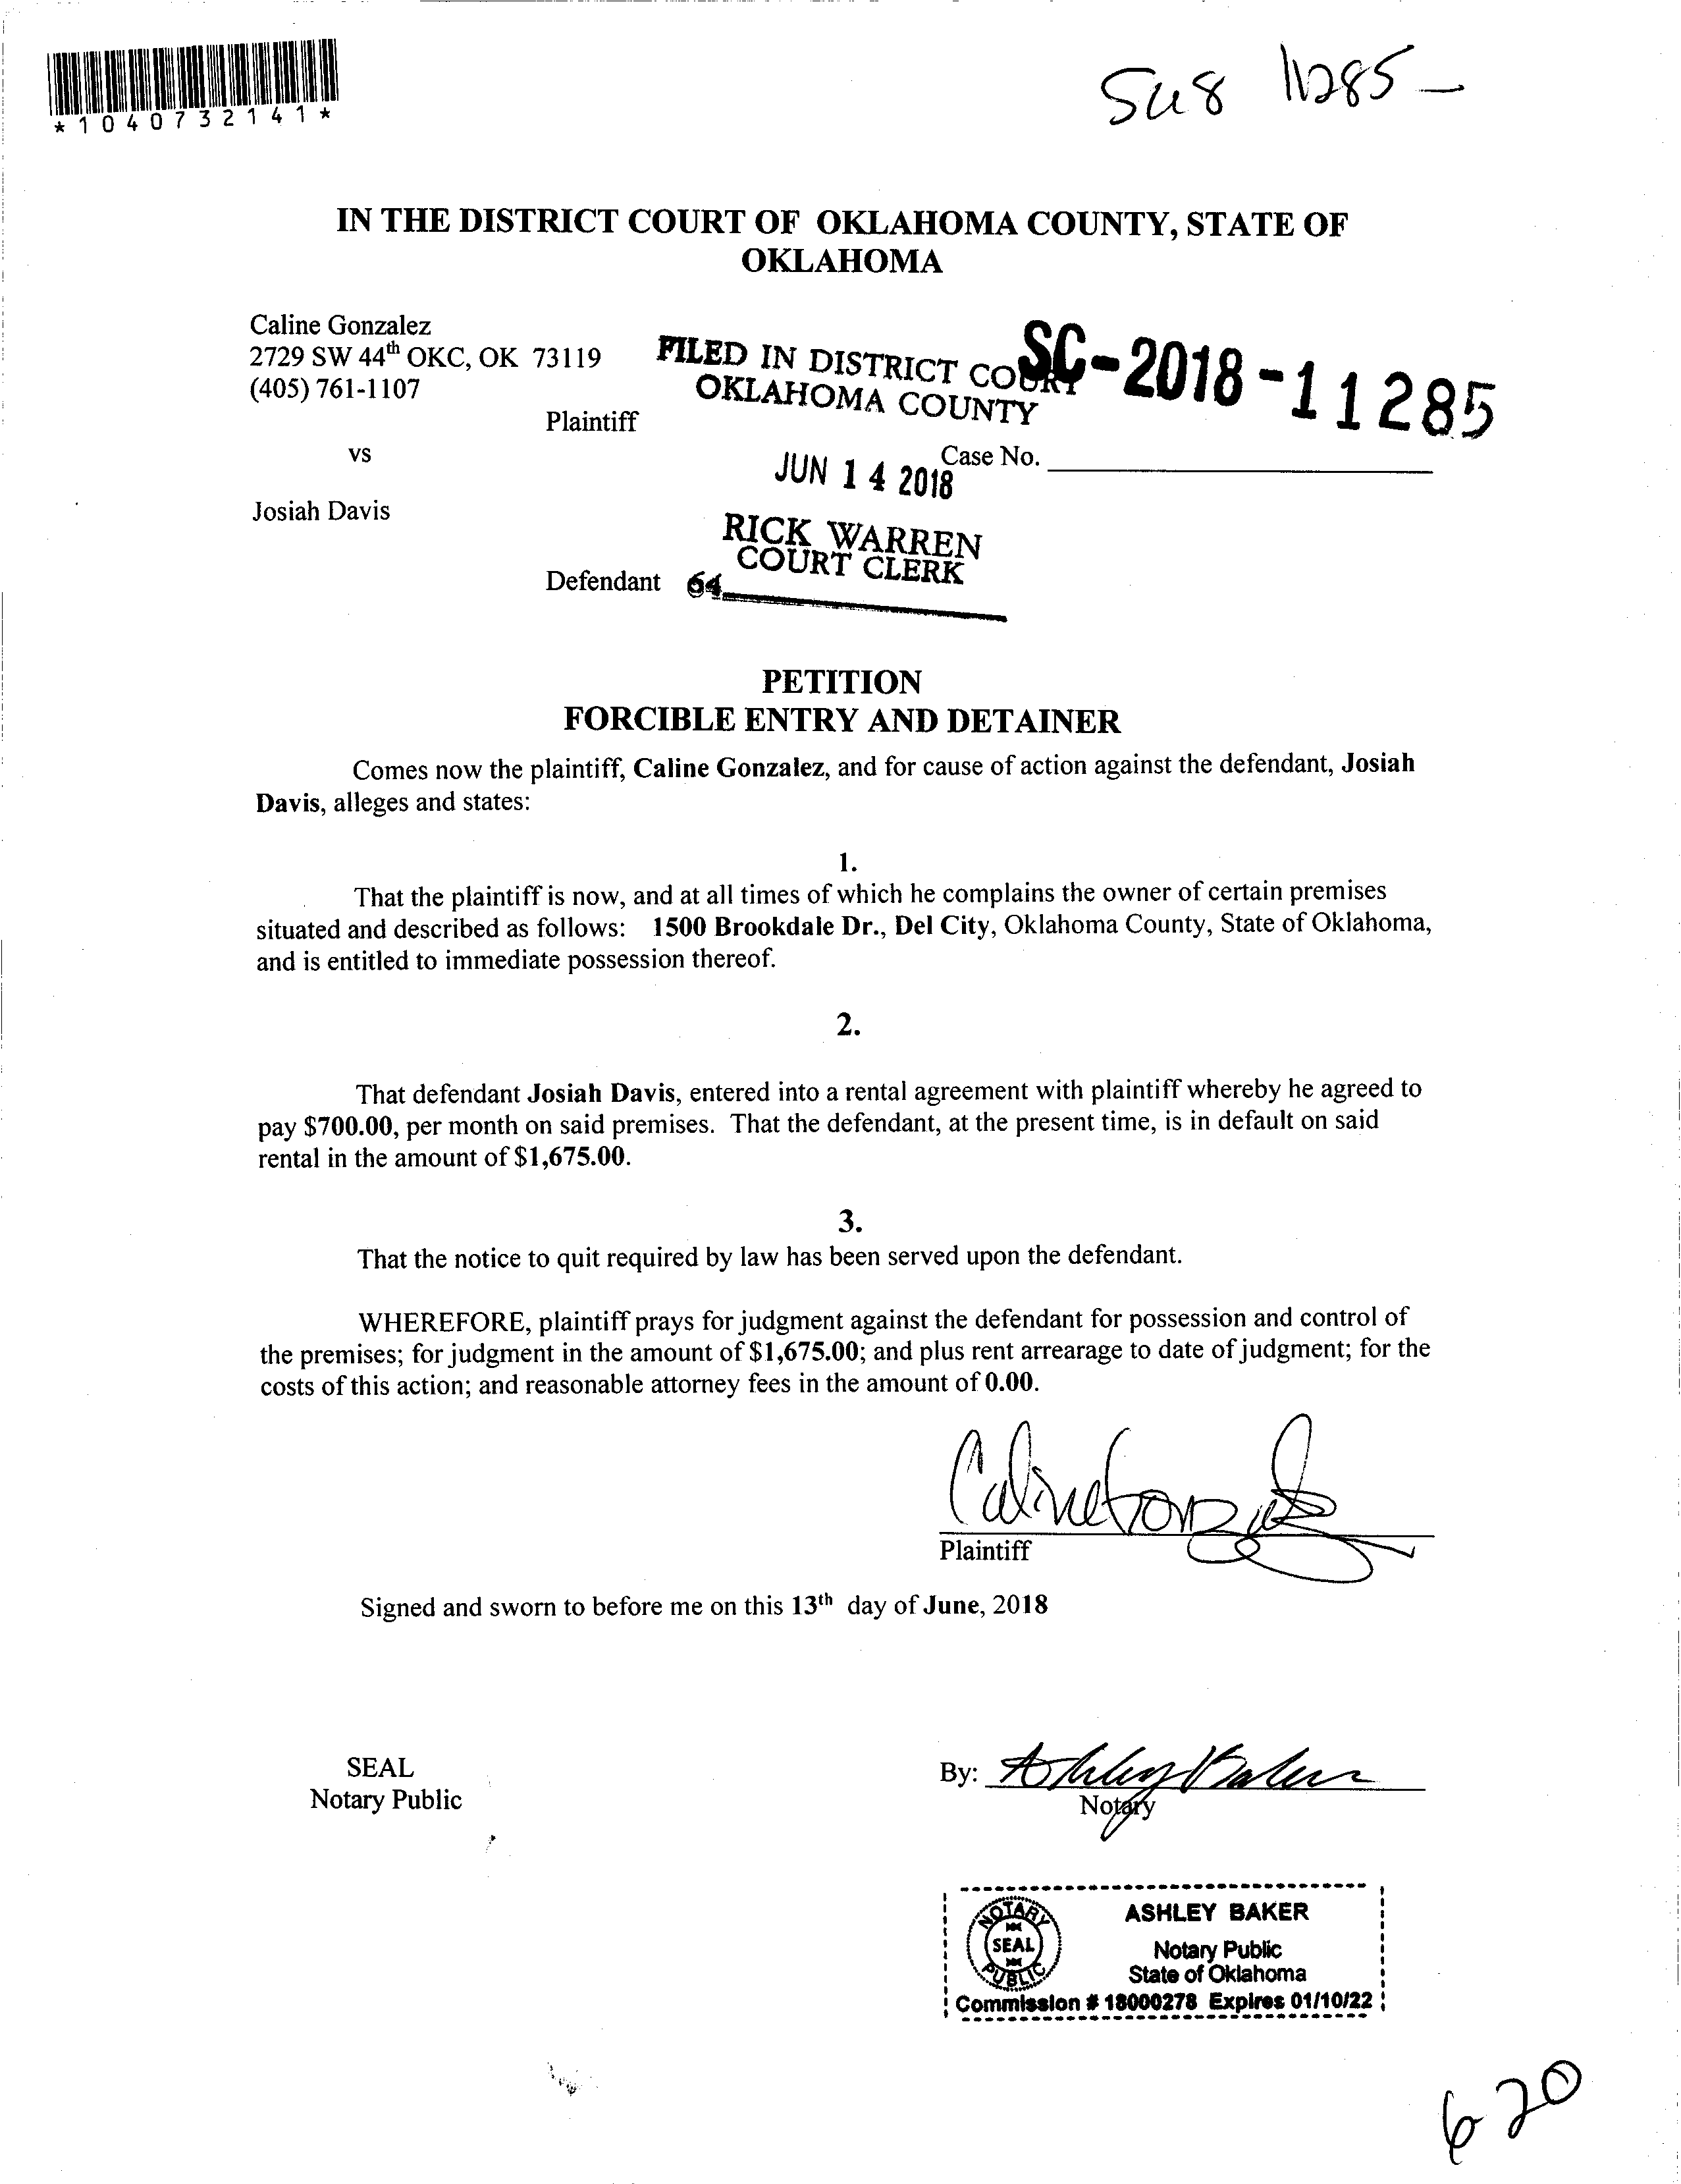 *1040732141*
11285-
IN THE DISTRICT COURT OF OKLAHOMA COUNTY, STATE OF
OKLAHOMA
Caline Gonzalez
2729 SW 44th OKC, OK 73119
(405) 761-1107
Plaintiff
FILED IN DISTRICT COURT
OKLAHOMA COUNTY
SC-2018-11285
vs
JUN 14 2018
Case No.
Josiah Davis
RICK WARREN
COURT CLERK
Defendant
64
PETITION
FORCIBLE ENTRY AND DETAINER
Comes now the plaintiff, Caline Gonzalez, and for cause of action against the defendant, Josiah
Davis, alleges and states:
1.
That the plaintiff is now, and at all times of which he complains the owner of certain premises
situated and described as follows: 1500 Brookdale Dr., Del City, Oklahoma County, State of Oklahoma,
and is entitled to immediate possession thereof.
2.
That defendant Josiah Davis, entered into a rental agreement with plaintiff whereby he agreed to
pay $700.00, per month on said premises. That the defendant, at the present time, is in default on said
rental in the amount of $1,675.00.
3.
That the notice to quit required by law has been served upon the defendant.
WHEREFORE, plaintiff prays for judgment against the defendant for possession and control of
the premises; for judgment in the amount of $1,675.00; and plus rent arrearage to date of judgment; for the
costs of this action; and reasonable attorney fees in the amount of 0.00.
Caline Gonzalez
Plaintiff
Signed and sworn to before me on this 13th day of June, 2018
SEAL
Notary Public
By: Ashley Baker
Notary
NOTARY
SEAL
PUBLIC
ASHLEY BAKER
Notary Public
State of Oklahoma
Commission # 18000278 Expires 01/10/22
620